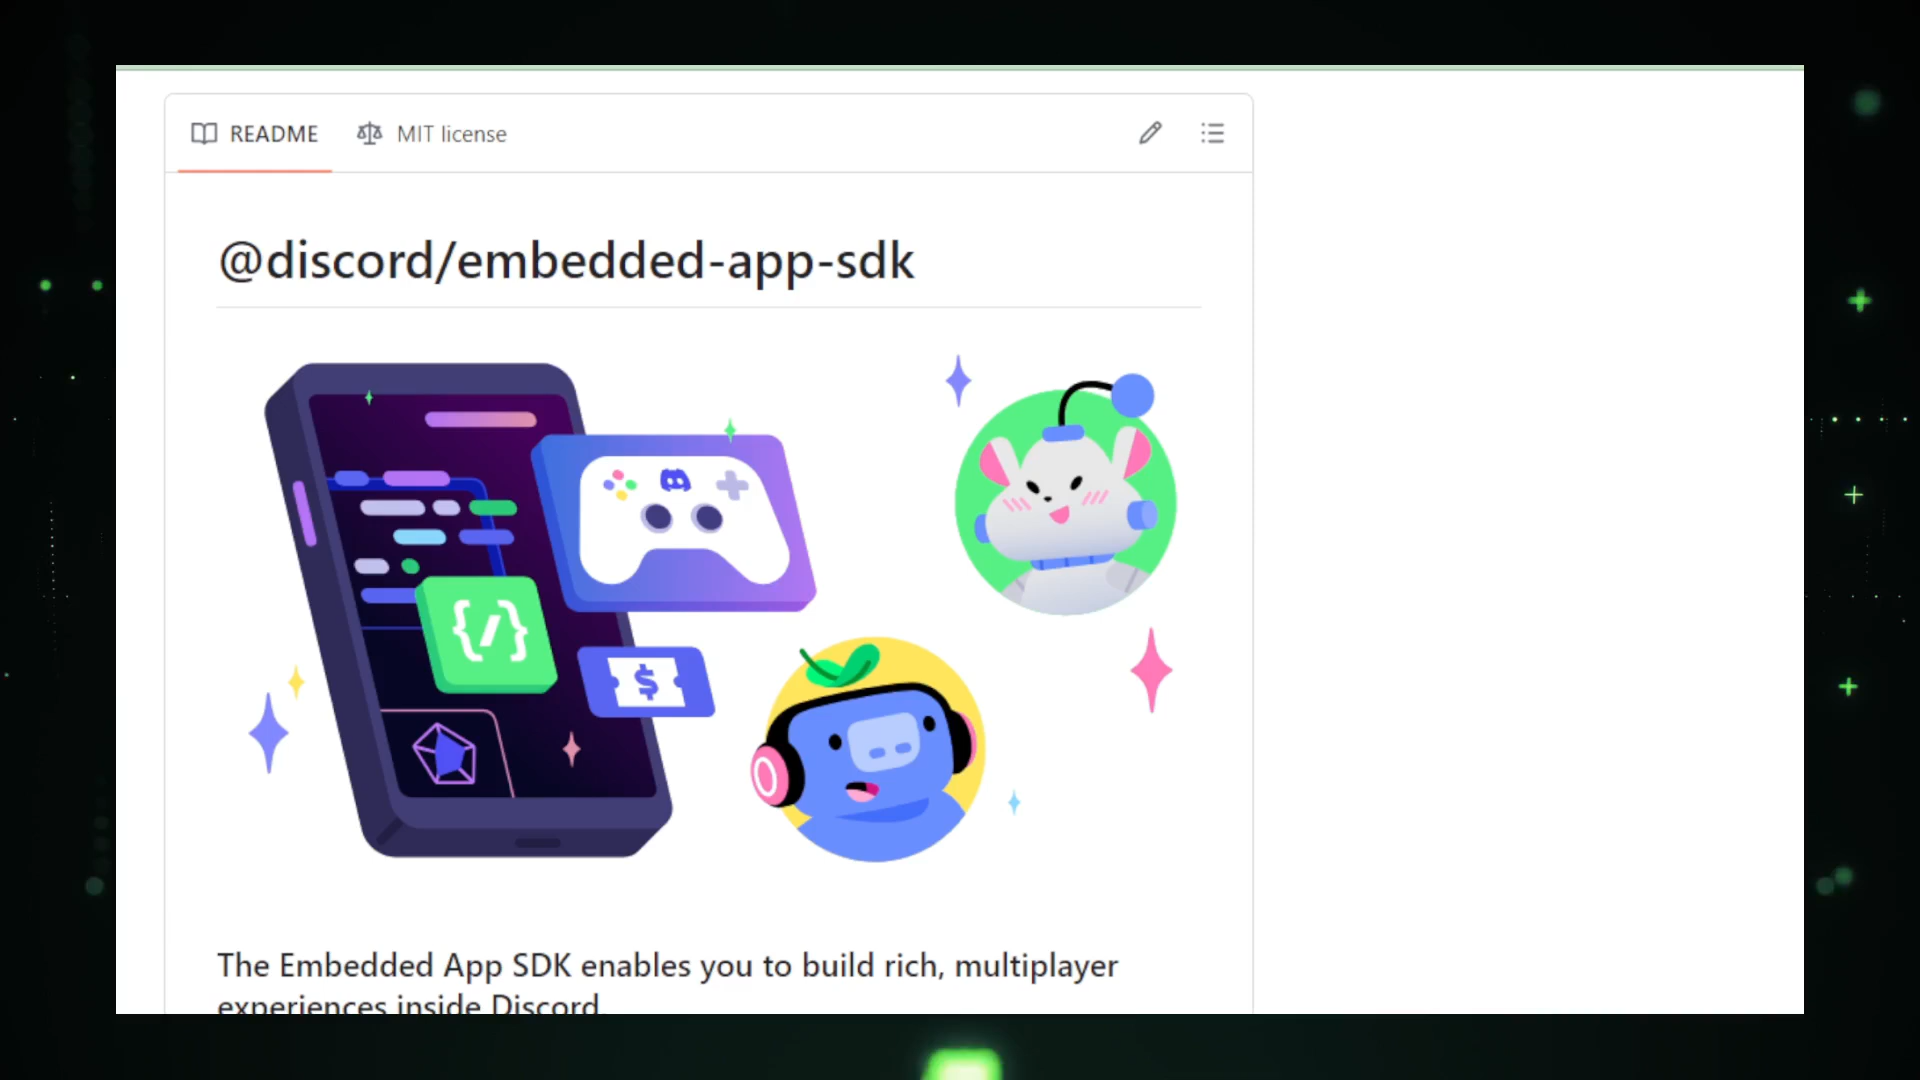 README
MIT license
@discord/embedded-app-sdk
{/}
$
The Embedded App SDK enables you to build rich, multiplayer
experiences inside Discord.